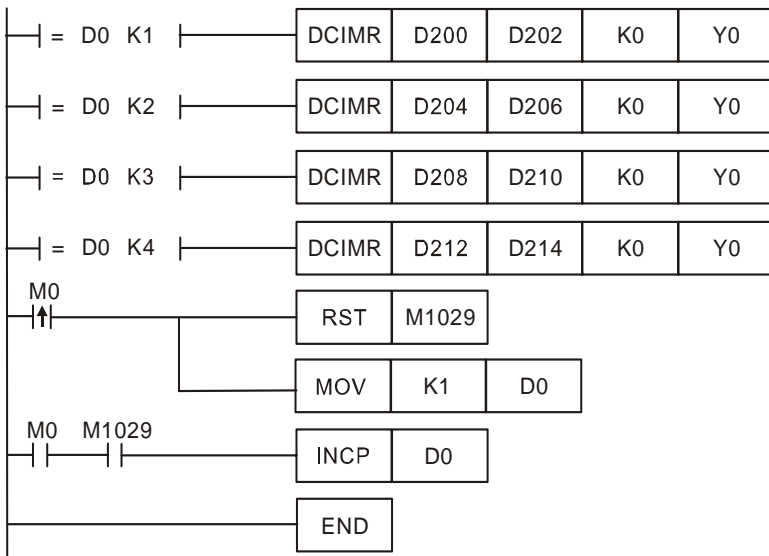 = D0 K1 DCIMR D200 D202 K0 Y0
= D0 K2 DCIMR D204 D206 K0 Y0
= D0 K3 DCIMR D208 D210 K0 Y0
= D0 K4 DCIMR D212 D214 K0 Y0
M0
RST M1029
MOV K1 D0
M0 M1029
INCP D0
END